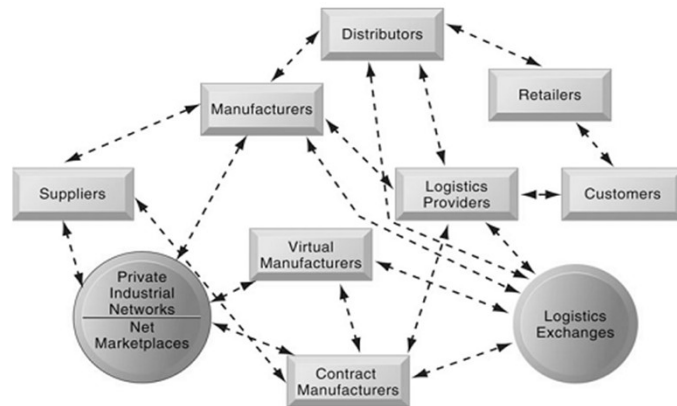 Distributors
Manufacturers
Retailers
Suppliers
Logistics
Providers
Customers
Virtual
Manufacturers
Private
Industrial
Networks
Net
Marketplaces
Logistics
Exchanges
Contract
Manufacturers